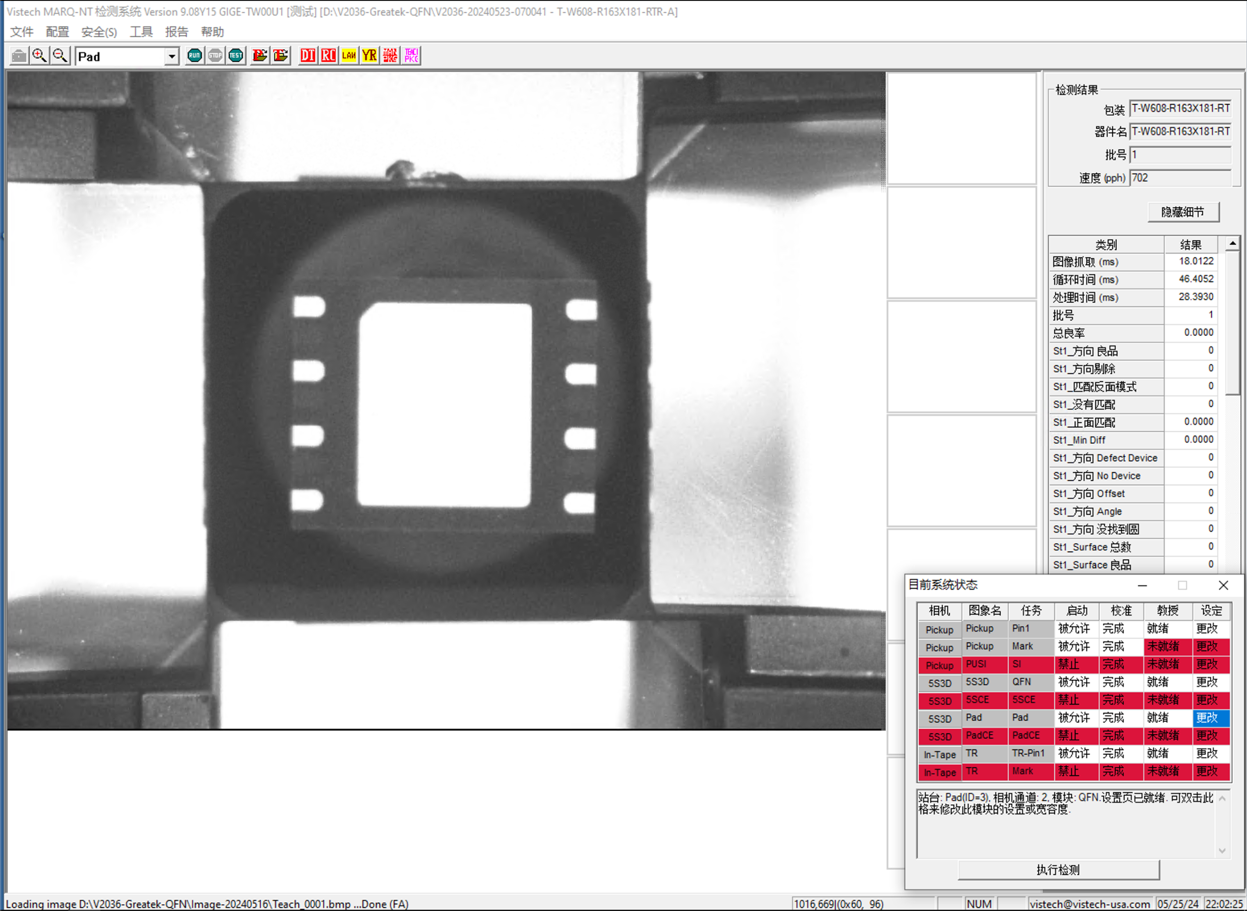 Vistech MARQ-NT 检测系统 Version 9.08Y15 GIGE-TW00U1 [测试] [D:\V2036-Greatek-QFN\V2036-20240523-070041 - T-W608-R163X181-RTR-A]
文件 配置 安全(S) 工具 报告 帮助
Pad RUN STOP TEST DI RC LAW YR
检测结果
包装 T-W608-R163X181-RT
器件名 T-W608-R163X181-RT
批号 1
速度 (pph) 702
隐藏细节
类别 结果
图像抓取 (ms) 18.0122
循环时间 (ms) 46.4052
处理时间 (ms) 28.3930
批号 1
总良率 0.0000
St1_方向 良品 0
St1_方向剔除 0
St1_匹配反面模式 0
St1_没有匹配 0
St1_正面匹配 0.0000
St1_Min Diff 0.0000
St1_方向 Defect Device 0
St1_方向 No Device 0
St1_方向 Offset 0
St1_方向 Angle 0
St1_方向 没找到圆 0
St1_Surface 总数 0
St1_Surface 良品 0
目前系统状态
相机 图象名 任务 启动 校准 教授 设定
Pickup Pickup Pin1 被允许 完成 就绪 更改
Pickup Pickup Mark 被允许 完成 未就绪 更改
Pickup PUSI SI 禁止 完成 未就绪 更改
5S3D 5S3D QFN 被允许 完成 就绪 更改
5S3D 5SCE 5SCE 禁止 完成 未就绪 更改
5S3D Pad Pad 被允许 完成 就绪 更改
5S3D PadCE PadCE 禁止 完成 未就绪 更改
In-Tape TR TR-Pin1 被允许 完成 就绪 更改
In-Tape TR Mark 禁止 完成 未就绪 更改
站台: Pad(ID=3), 相机通道: 2, 模块: QFN.设置页已就绪. 可双击此
格来修改此模块的设置或宽容度.
执行检测
Loading image D:\V2036-Greatek-QFN\Image-20240516\Teach_0001.bmp ...Done (FA) 1016,669|(0x60, 96) NUM vistech@vistech-usa.com 05/25/24 22:02:25